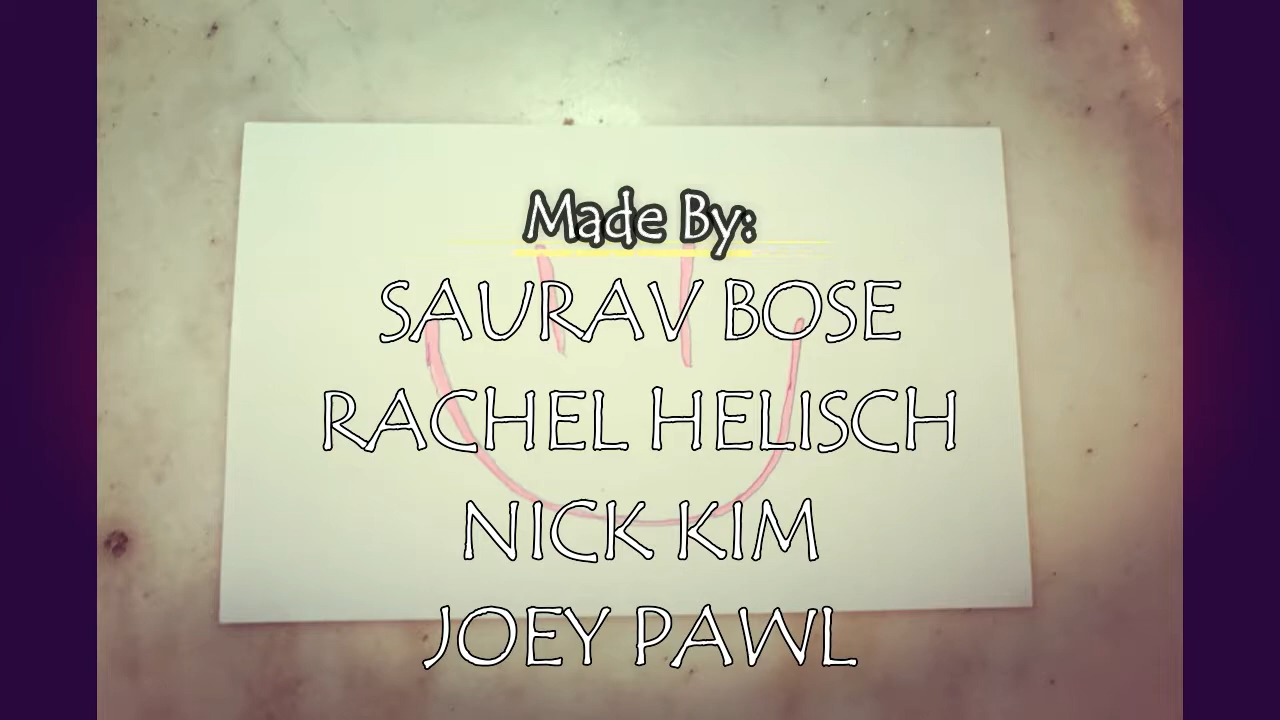 Made By:
SAURAV BOSE
RACHEL HELISCH
NICK KIM
JOEY PAWL